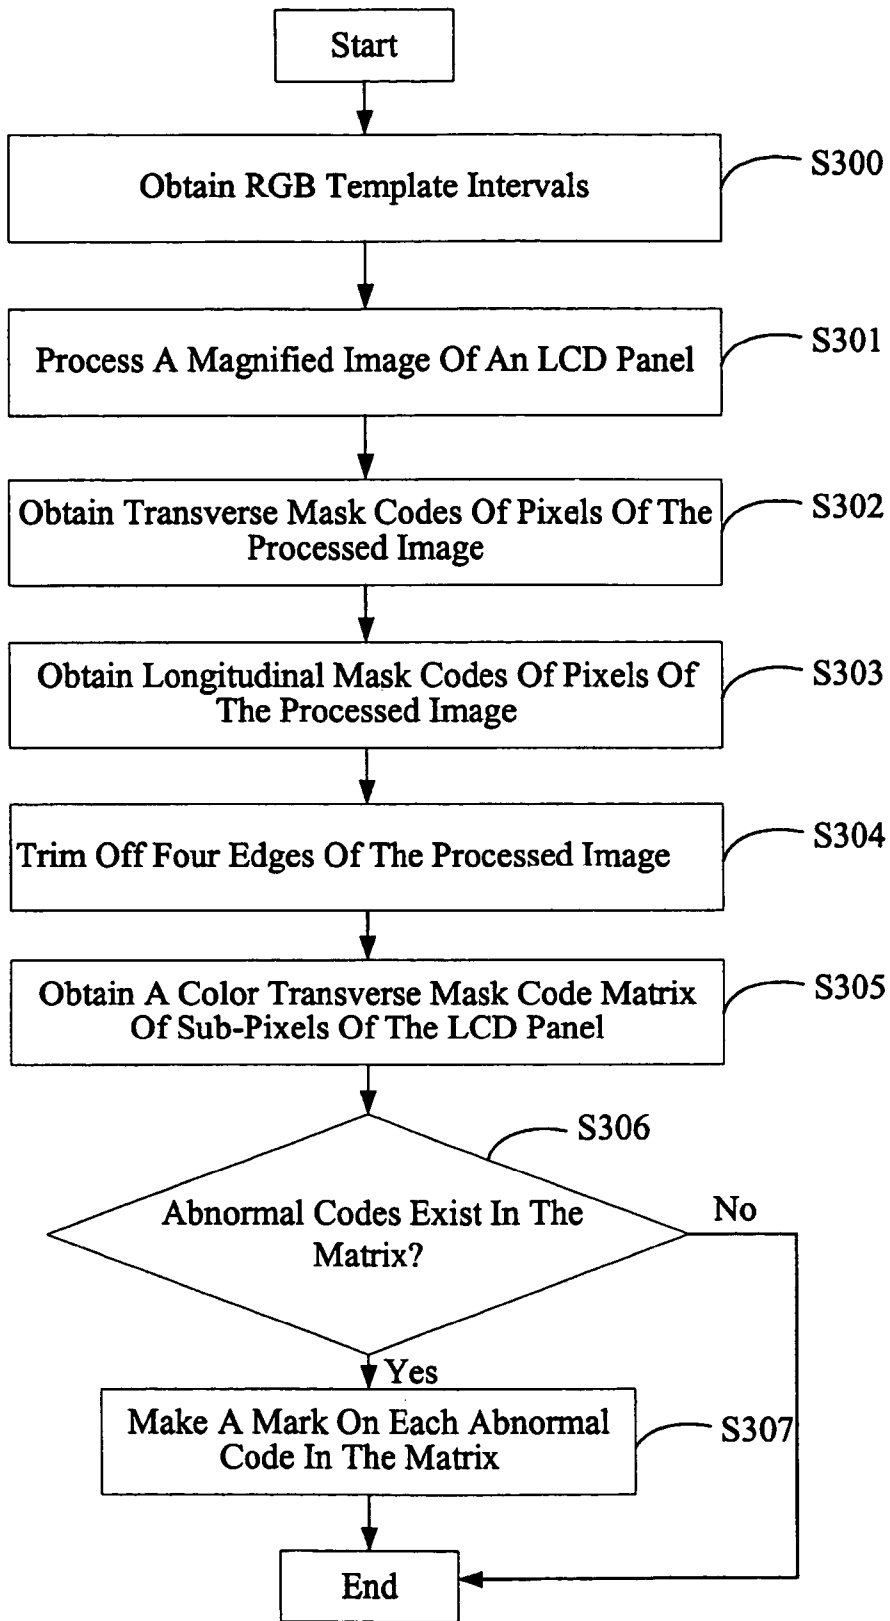 Start
Obtain RGB Template Intervals
S300
Process A Magnified Image Of An LCD Panel
S301
Obtain Transverse Mask Codes Of Pixels Of The
Processed Image
S302
Obtain Longitudinal Mask Codes Of Pixels Of
The Processed Image
S303
Trim Off Four Edges Of The Processed Image
S304
Obtain A Color Transverse Mask Code Matrix
Of Sub-Pixels Of The LCD Panel
S305
S306
Abnormal Codes Exist In The
Matrix?
No
Yes
Make A Mark On Each Abnormal
Code In The Matrix
S307
End